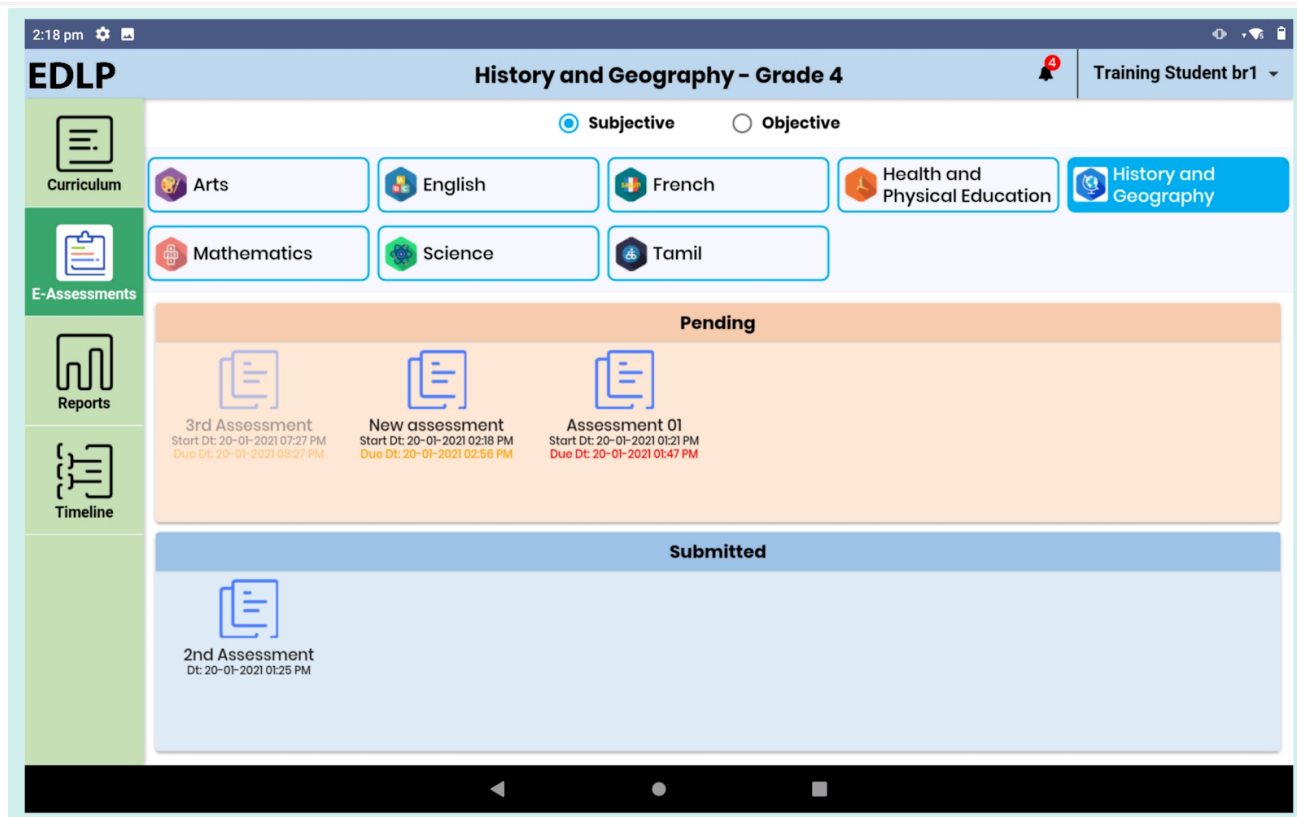 2:18 pm
EDLP
History and Geography - Grade 4
4
Training Student br1
Subjective
Objective
Curriculum
E-Assessments
Reports
Timeline
Arts
English
French
Health and
Physical Education
History and
Geography
Mathematics
Science
Tamil
Pending
3rd Assessment
Start Dt: 20-01-2021 07:27 PM
Due Dt: 20-01-2021 08:27 PM
New assessment
Start Dt: 20-01-2021 02:18 PM
Due Dt: 20-01-2021 02:56 PM
Assessment 01
Start Dt: 20-01-2021 01:21 PM
Due Dt: 20-01-2021 01:47 PM
Submitted
2nd Assessment
Dt: 20-01-2021 01:25 PM